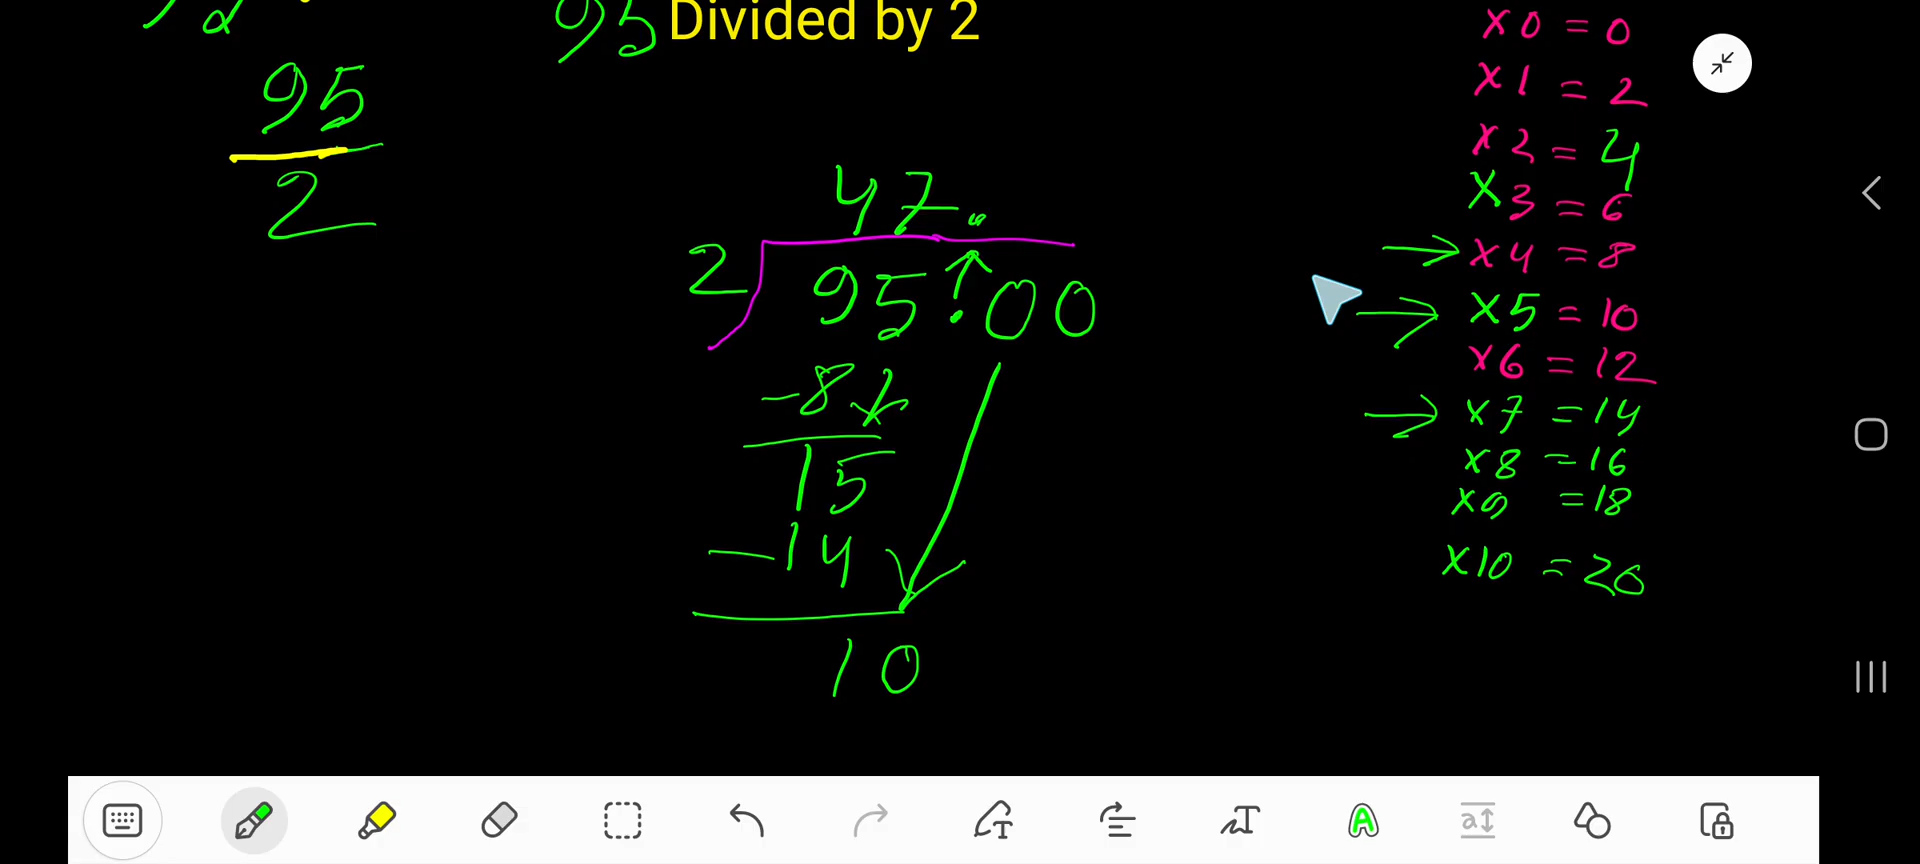 95 Divided by 2
95
2
47.
2 95.00
-8
15
-14
10
x0 = 0
x1 = 2
x2 = 4
x3 = 6
x4 = 8
x5 = 10
x6 = 12
x7 = 14
x8 = 16
x9 = 18
x10 = 20
T
T
A
a